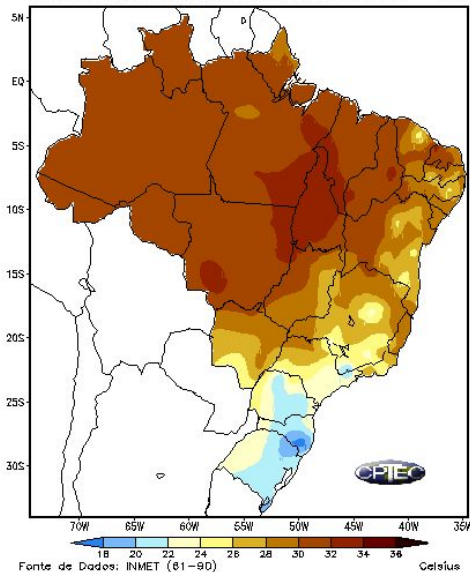 5N
EQ
5S
10S
15S
20S
25S
30S
CPTEC
70W 65W 60W 55W 50W 45W 40W 35W
18 20 22 24 26 28 30 32 34 36
Fonte de Dados: INMET (61-90) Celsius